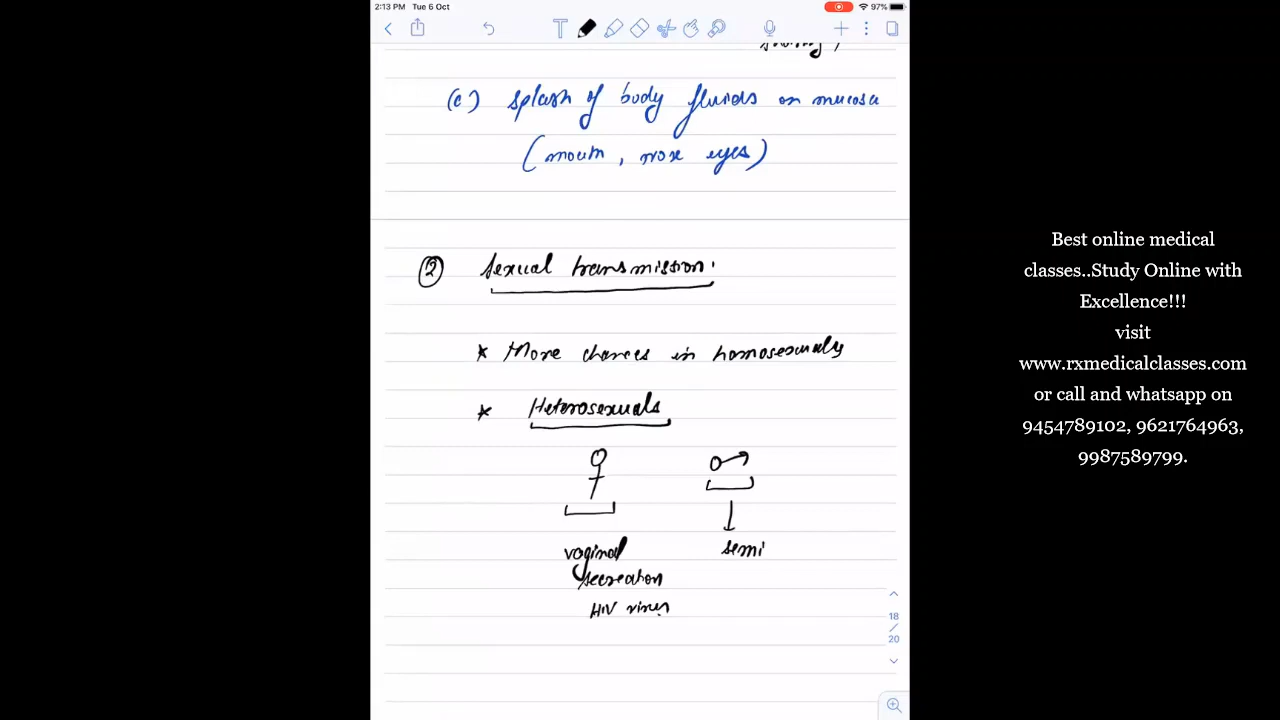 2:13 PM Tue 6 Oct
97%
T
(c) splash of body fluids on mucosa
(mouth, nose eyes)
② Sexual transmission.
* More chances in homosexuals
* Heterosexuals
♀ ♂
vaginal semi
secreation
HIV virus
18
/
20
Best online medical
classes..Study Online with
Excellence!!!
visit
www.rxmedicalclasses.com
or call and whatsapp on
9454789102, 9621764963,
9987589799.